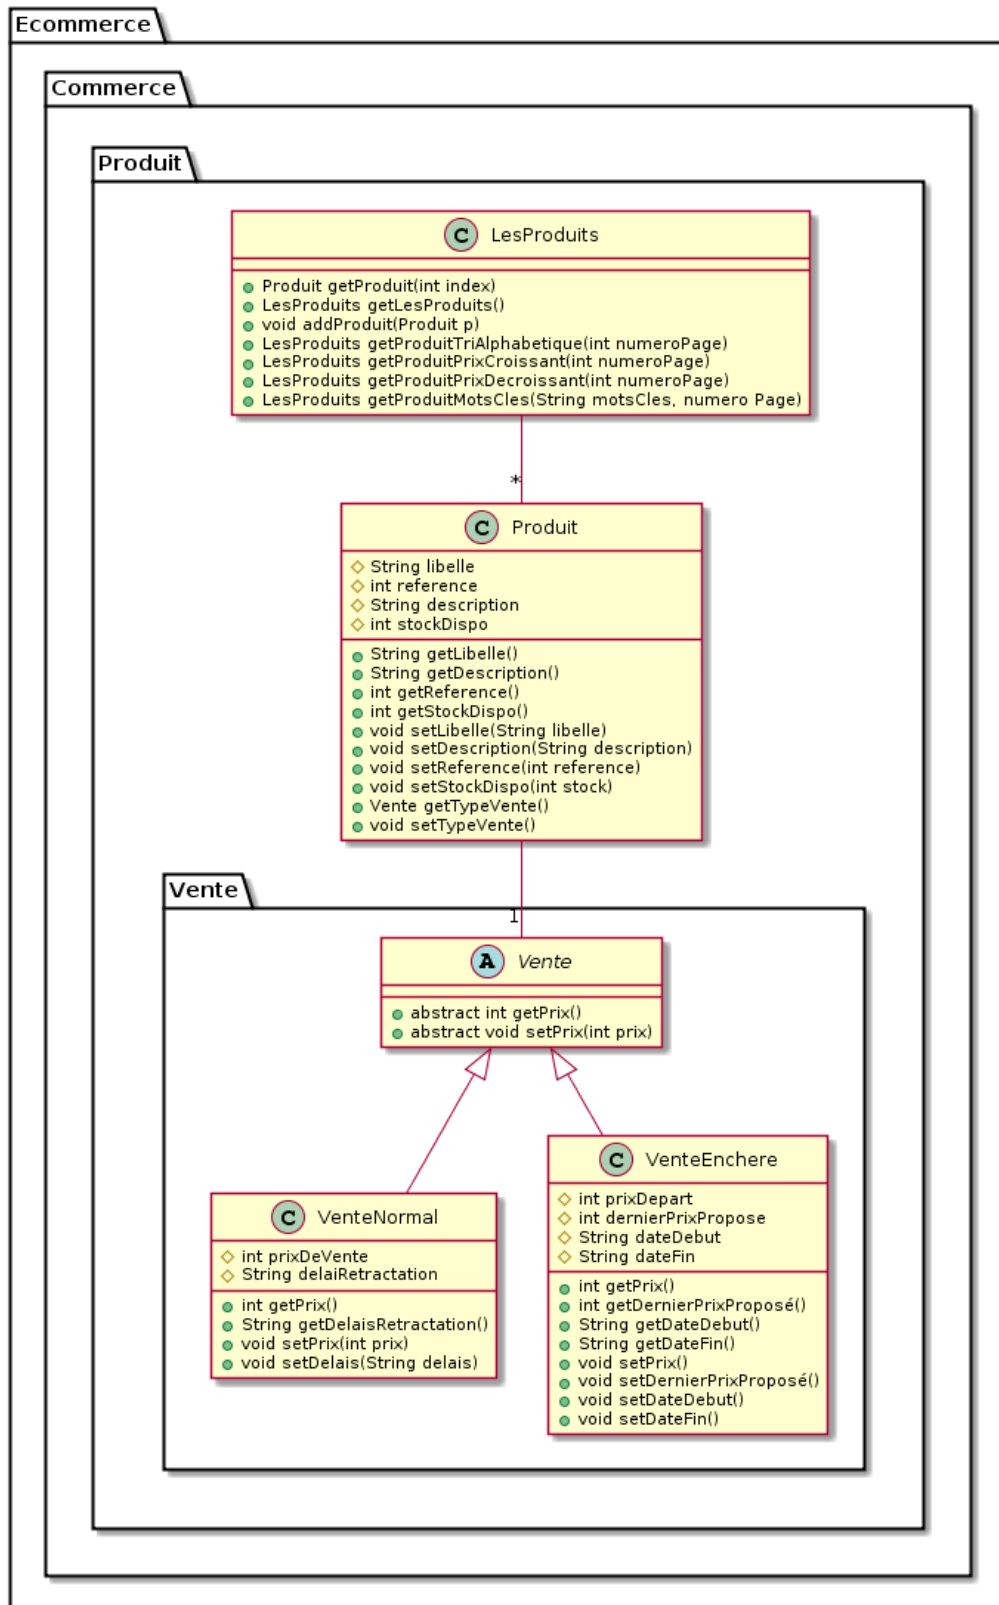 Ecommerce
Commerce
Produit
C LesProduits
Produit getProduit(int index)
LesProduits getLesProduits()
void addProduit(Produit p)
LesProduits getProduitTriAlphabetique(int numeroPage)
LesProduits getProduitPrixCroissant(int numeroPage)
LesProduits getProduitPrixDecroissant(int numeroPage)
LesProduits getProduitMotsCles(String motsCles, numero Page)
*
C Produit
String libelle
int reference
String description
int stockDispo
String getLibelle()
String getDescription()
int getReference()
int getStockDispo()
void setLibelle(String libelle)
void setDescription(String description)
void setReference(int reference)
void setStockDispo(int stock)
Vente getTypeVente()
void setTypeVente()
Vente
1
A Vente
abstract int getPrix()
abstract void setPrix(int prix)
C VenteNormal
int prixDeVente
String delaiRetractation
int getPrix()
String getDelaisRetractation()
void setPrix(int prix)
void setDelais(String delais)
C VenteEnchere
int prixDepart
int dernierPrixPropose
String dateDebut
String dateFin
int getPrix()
int getDernierPrixProposé()
String getDateDebut()
String getDateFin()
void setPrix()
void setDernierPrixProposé()
void setDateDebut()
void setDateFin()